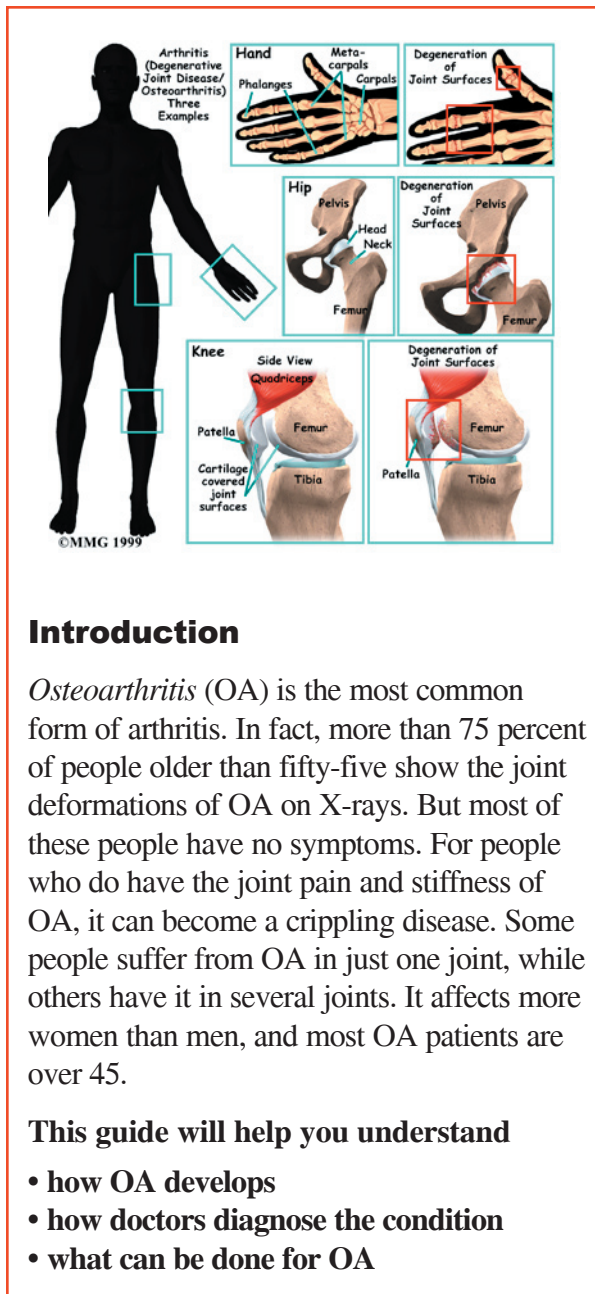 Arthritis
(Degenerative
Joint Disease/
Osteoarthritis)
Three
Examples
Hand
Meta-
carpals
Phalanges
Carpals
Degeneration
of
Joint Surfaces
Hip
Pelvis
Head
Neck
Femur
Degeneration
of
Joint
Surfaces
Pelvis
Femur
Knee
Side View
Quadriceps
Patella
Femur
Cartilage
covered
joint
surfaces
Tibia
Degeneration of
Joint Surfaces
Femur
Patella
Tibia
©MMG 1999
Introduction
Osteoarthritis (OA) is the most common
form of arthritis. In fact, more than 75 percent
of people older than fifty-five show the joint
deformations of OA on X-rays. But most of
these people have no symptoms. For people
who do have the joint pain and stiffness of
OA, it can become a crippling disease. Some
people suffer from OA in just one joint, while
others have it in several joints. It affects more
women than men, and most OA patients are
over 45.
This guide will help you understand
• how OA develops
• how doctors diagnose the condition
• what can be done for OA